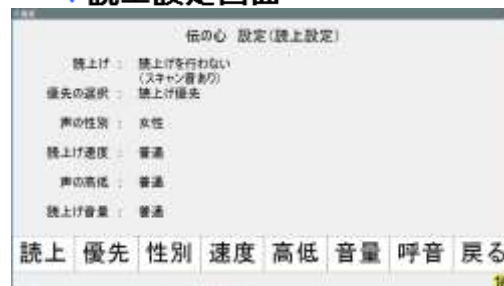 読上設定画面
伝の心 設定(読上設定)
読上げ : 読上げを行わない
(スキャン音あり)
優先の選択 : 読上げ優先
声の性別 : 女性
読上げ速度 : 普通
声の高低 : 普通
読上げ音量 : 普通
読上 優先 性別 速度 高低 音量 呼音 戻る